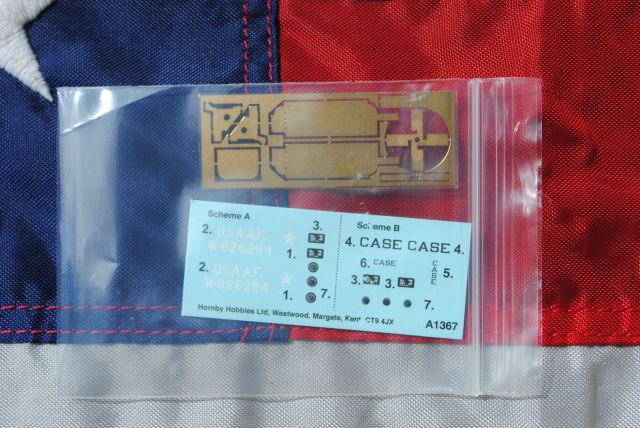 Scheme A
2. U.S.A.A.F. 3.
W-826284 1.
2. U.S.A.A.F.
W-826284 1. 7.
Scheme B
4. CASE CASE 4.
6. CASE CASE 5.
3. 3.
7.
Hornby Hobbies Ltd, Westwood, Margate, Kent, CT9 4JX A1367